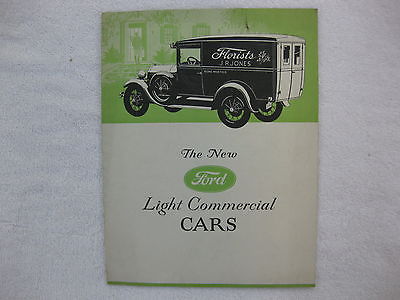 Florists
J.R. JONES
The New
Ford
Light Commercial
CARS